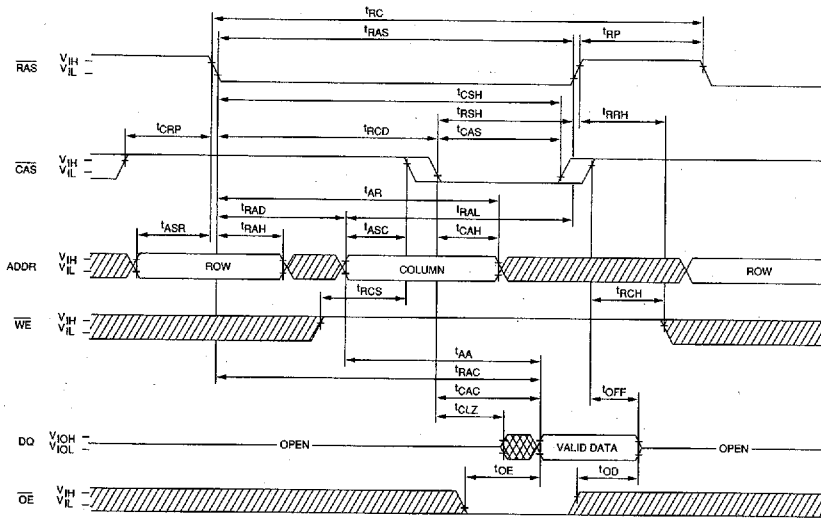 tRC
tRAS
tRP
RAS
VIH
VIL
tCSH
tRSH
tRRH
tCRP
tRCD
tCAS
CAS
VIH
VIL
tAR
tRAD
tRAL
tASR
tRAH
tASC
tCAH
ADDR
VIH
VIL
ROW
COLUMN
ROW
tRCS
tRCH
WE
VIH
VIL
tAA
tRAC
tCAC
tOFF
tCLZ
DQ
VIOH
VIOL
OPEN
VALID DATA
OPEN
tOE
tOD
OE
VIH
VIL